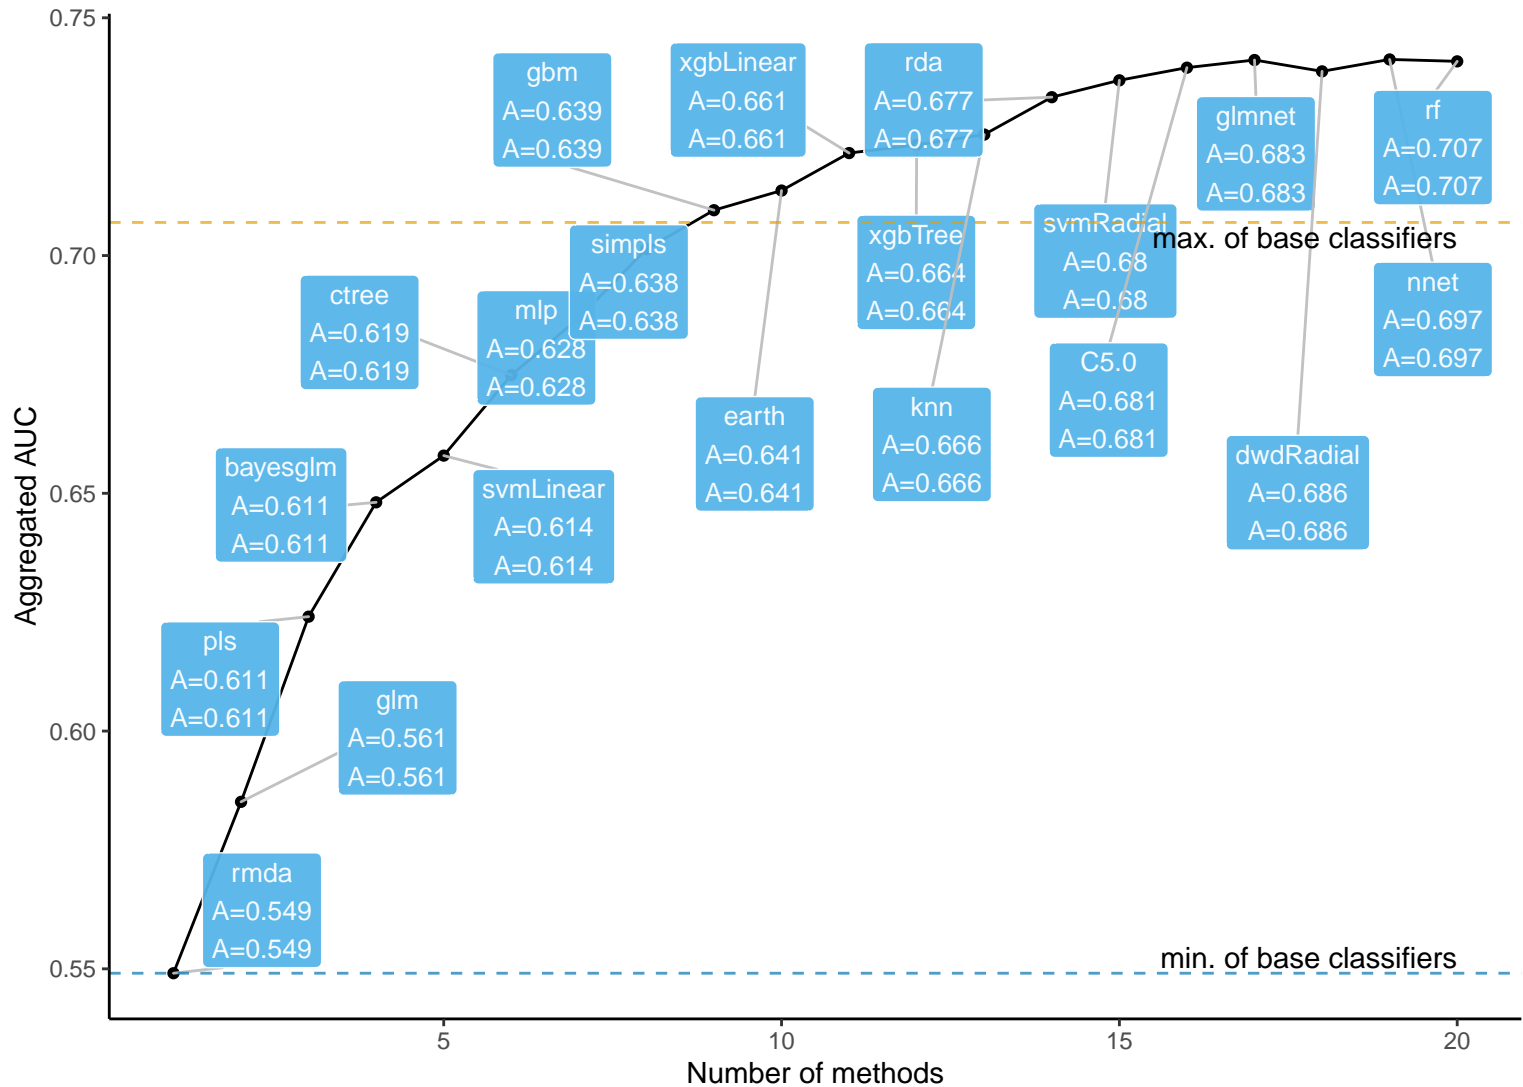 0.75
0.70
0.65
0.60
0.55
Aggregated AUC
gbm
A=0.639
A=0.639
xgbLinear
A=0.661
A=0.661
rda
A=0.677
A=0.677
glmnet
A=0.683
A=0.683
rf
A=0.707
A=0.707
simpls
A=0.638
A=0.638
xgbTree
A=0.664
A=0.664
svmRadial
A=0.68
A=0.68
max. of base classifiers
ctree
A=0.619
A=0.619
mlp
A=0.628
A=0.628
nnet
A=0.697
A=0.697
C5.0
A=0.681
A=0.681
earth
A=0.641
A=0.641
knn
A=0.666
A=0.666
dwdRadial
A=0.686
A=0.686
bayesglm
A=0.611
A=0.611
svmLinear
A=0.614
A=0.614
pls
A=0.611
A=0.611
glm
A=0.561
A=0.561
rmda
A=0.549
A=0.549
min. of base classifiers
5
10
15
20
Number of methods